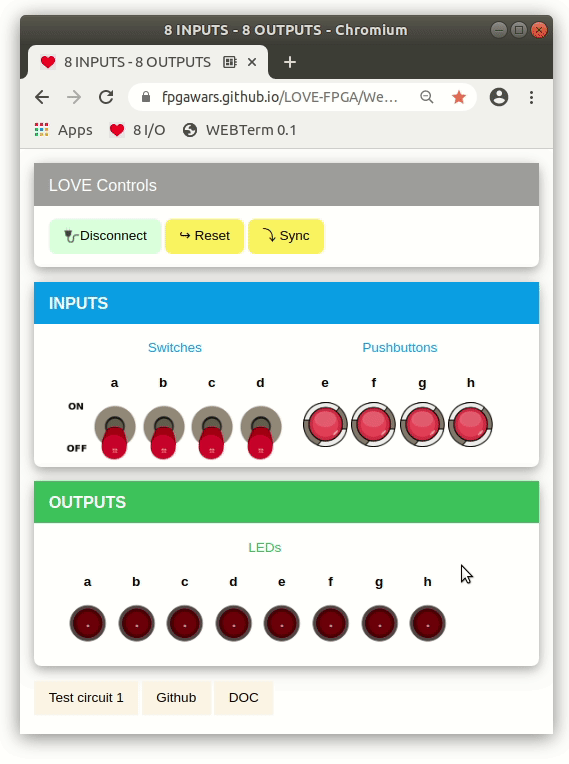 8 INPUTS - 8 OUTPUTS - Chromium
8 INPUTS - 8 OUTPUTS
fpgawars.github.io/LOVE-FPGA/We...
Apps 8 I/O WEBTerm 0.1
LOVE Controls
Disconnect ↪ Reset ⤵ Sync
INPUTS
Switches Pushbuttons
a b c d e f g h
ON
OFF
OUTPUTS
LEDs
a b c d e f g h
Test circuit 1 Github DOC